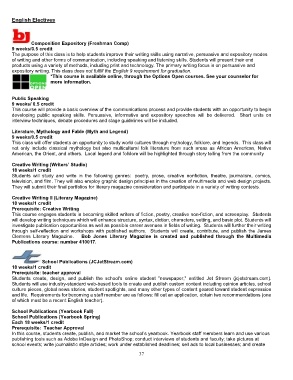 English Electives
Composition Expository (Freshman Comp)
9 weeks/0.5 credit
The purpose of this class is to help students improve their writing skills using narrative, persuasive and expository modes
of writing and other forms of communication, including speaking and listening skills. Students will present their end
products using a variety of methods, including print and technology. The primary writing focus is on persuasive and
expository writing. This class does not fulfill the English 9 requirement for graduation.
*This course is available online, through the Options Open courses. See your counselor for
more information.
Public Speaking
9 weeks/ 0.5 credit
This course will provide a basic overview of the communications process and provide students with an opportunity to begin
developing public speaking skills. Persuasive, informative and expository speeches will be delivered. Short units on
interview techniques, debate procedures and stage guidelines will be included.
Literature, Mythology and Fable (Myth and Legend)
9 weeks/0.5 credit
This class will offer students an opportunity to study world cultures through mythology, folklore, and legends. This class will
not only include classical mythology but also multicultural folk literature from such areas as: African Americas, Native
American, the Orient, and others. Local legend and folklore will be highlighted through story telling from the community.
Creative Writing (Writers' Studio)
18 weeks/1 credit
Students will study and write in the following genres: poetry, prose, creative nonfiction, theatre, journalism, comics,
television, and film. They will also employ graphic design principles in the creation of multimedia and web design projects.
They will submit their final portfolios for literary magazine consideration and participate in a variety of writing contests.
Creative Writing II (Literary Magazine)
18 weeks/1 credit
Prerequisite: Creative Writing
This course engages students in becoming skilled writers of fiction, poetry, creative non-fiction, and screenplay. Students
will develop writing techniques which will enhance structure, syntax, diction, characters, setting, and basic plot. Students will
investigate publication opportunities as well as possible career avenues in fields of writing. Students will further their writing
through self-reflection and workshops with published authors. Students will create, contribute, and publish the James
Clemens Literary Magazine. Bob Jones Literary Magazine is created and published through the Multimedia
Publications course: number 410017.
School Publications (JCJetStream.com)
18 weeks/1 credit
Prerequisite: teacher approval
Students create, design, and publish the school's online student "newspaper," entitled Jet Stream (jcjetstream.com).
Students will use industry-standard web-based tools to create and publish custom content including opinion articles, school
culture pieces, global news stories, student spotlights, and many other types of content geared toward student expression
and life. Requirements for becoming a staff member are as follows: fill out an application, obtain two recommendations (one
of which must be a recent English teacher).
School Publications (Yearbook Fall)
School Publications (Yearbook Spring)
Each 18 weeks/1 credit
Prerequisite: Teacher Approval
In this course, students create, publish, and market the school's yearbook. Yearbook staff members learn and use various
publishing tools such as Adobe InDesign and PhotoShop, conduct interviews of students and faculty, take pictures at
school events, write journalistic style articles, work under established deadlines, sell ads to local businesses, and create
37